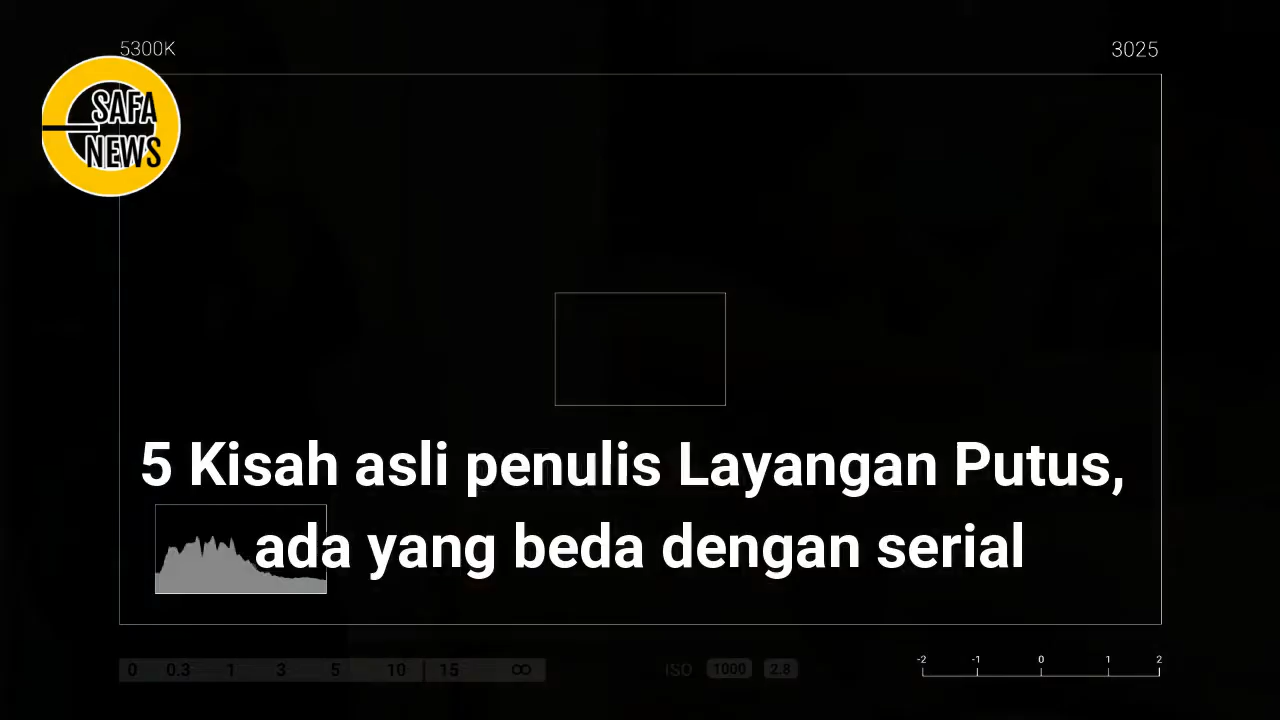 5300K
3025
SAFA
NEWS
5 Kisah asli penulis Layangan Putus,
ada yang beda dengan serial
0 0.3 1 3 5 10 15 ∞
ISO 1000 2.8
-2 -1 0 1 2